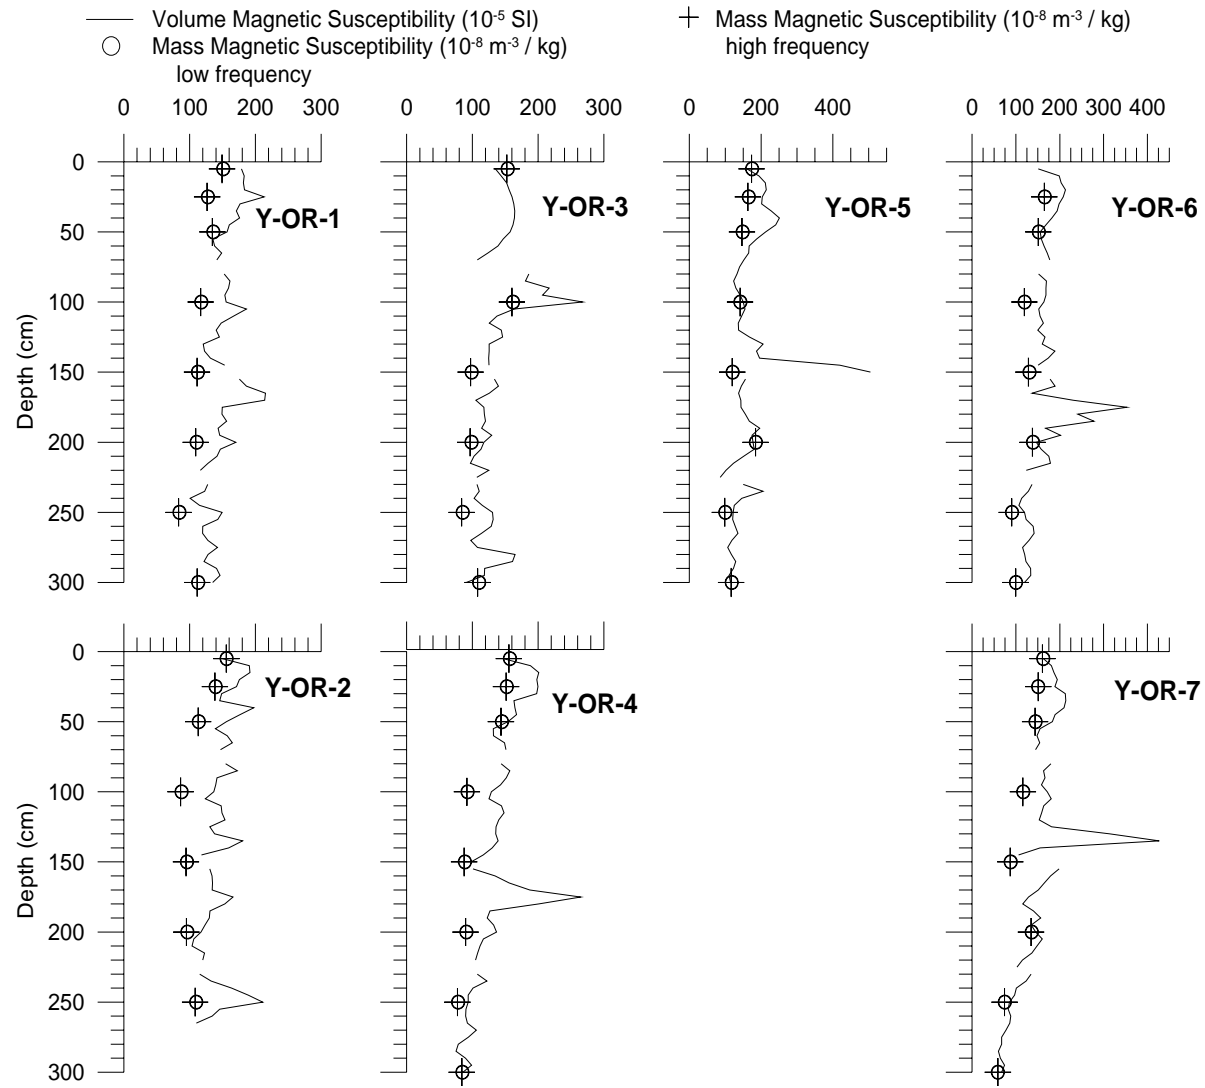 Volume Magnetic Susceptibility (10⁻⁵ SI)
Mass Magnetic Susceptibility (10⁻⁸ m⁻³ / kg)
low frequency
Mass Magnetic Susceptibility (10⁻⁸ m⁻³ / kg)
high frequency
0 100 200 300
0 100 200 300
0 200 400
0 100 200 300 400
Depth (cm)
0
50
100
150
200
250
300
Y-OR-1
Y-OR-3
Y-OR-5
Y-OR-6
Depth (cm)
0
50
100
150
200
250
300
Y-OR-2
Y-OR-4
Y-OR-7